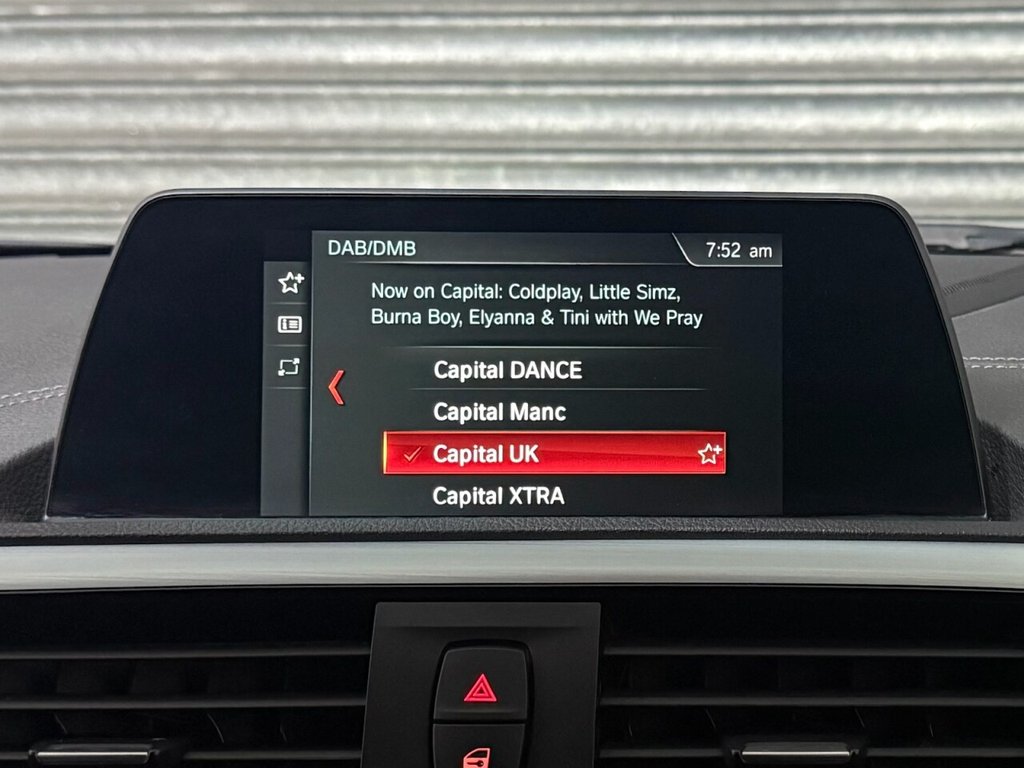 DAB/DMB
7:52 am
Now on Capital: Coldplay, Little Simz,
Burna Boy, Elyanna & Tini with We Pray
Capital DANCE
Capital Manc
Capital UK
Capital XTRA